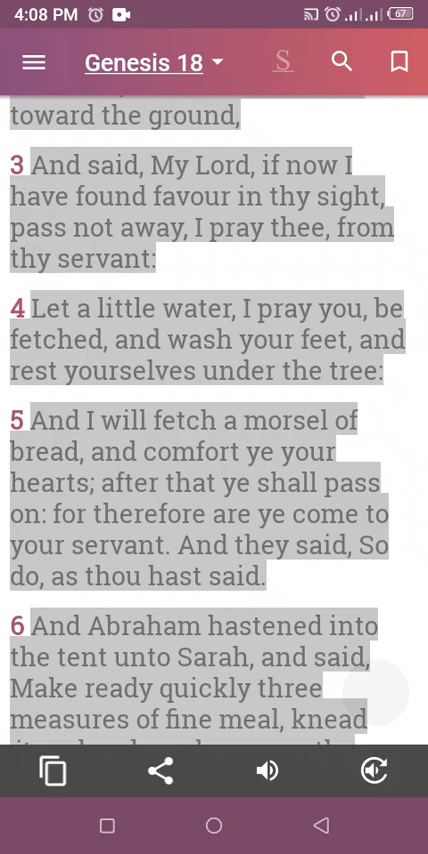 4:08 PM 67
Genesis 18 S
toward the ground,
3 And said, My Lord, if now I
have found favour in thy sight,
pass not away, I pray thee, from
thy servant:
4 Let a little water, I pray you, be
fetched, and wash your feet, and
rest yourselves under the tree:
5 And I will fetch a morsel of
bread, and comfort ye your
hearts; after that ye shall pass
on: for therefore are ye come to
your servant. And they said, So
do, as thou hast said.
6 And Abraham hastened into
the tent unto Sarah, and said,
Make ready quickly three
measures of fine meal, knead